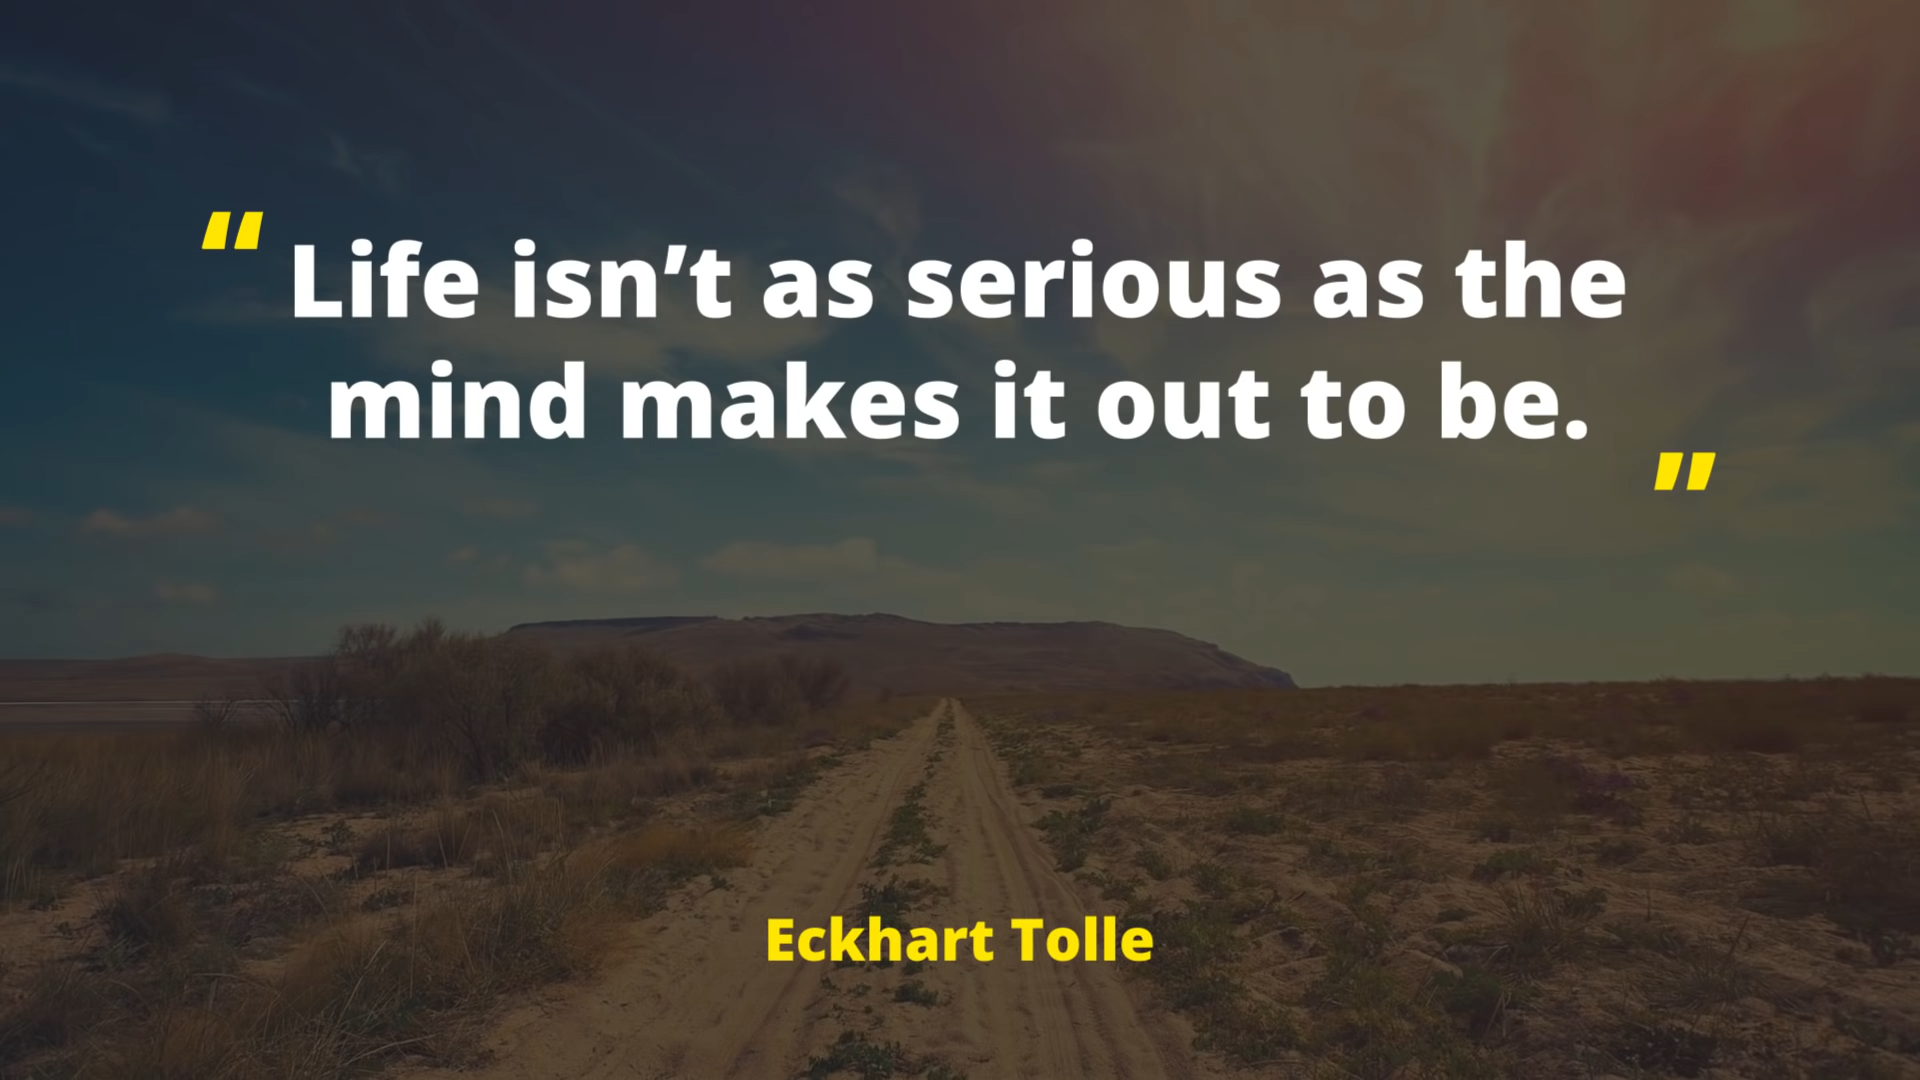 “ Life isn’t as serious as the
mind makes it out to be. ”
Eckhart Tolle